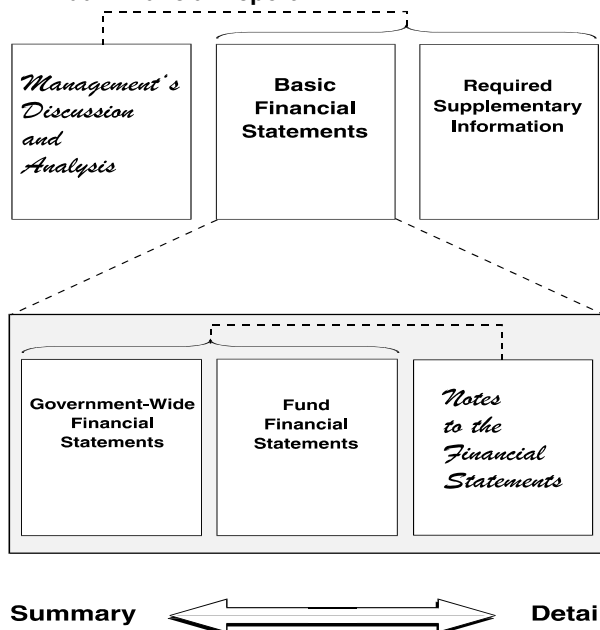 Management's
Discussion
and
Analysis
Basic
Financial
Statements
Required
Supplementary
Information
Government-Wide
Financial
Statements
Fund
Financial
Statements
Notes
to the
Financial
Statements
Summary
Detai